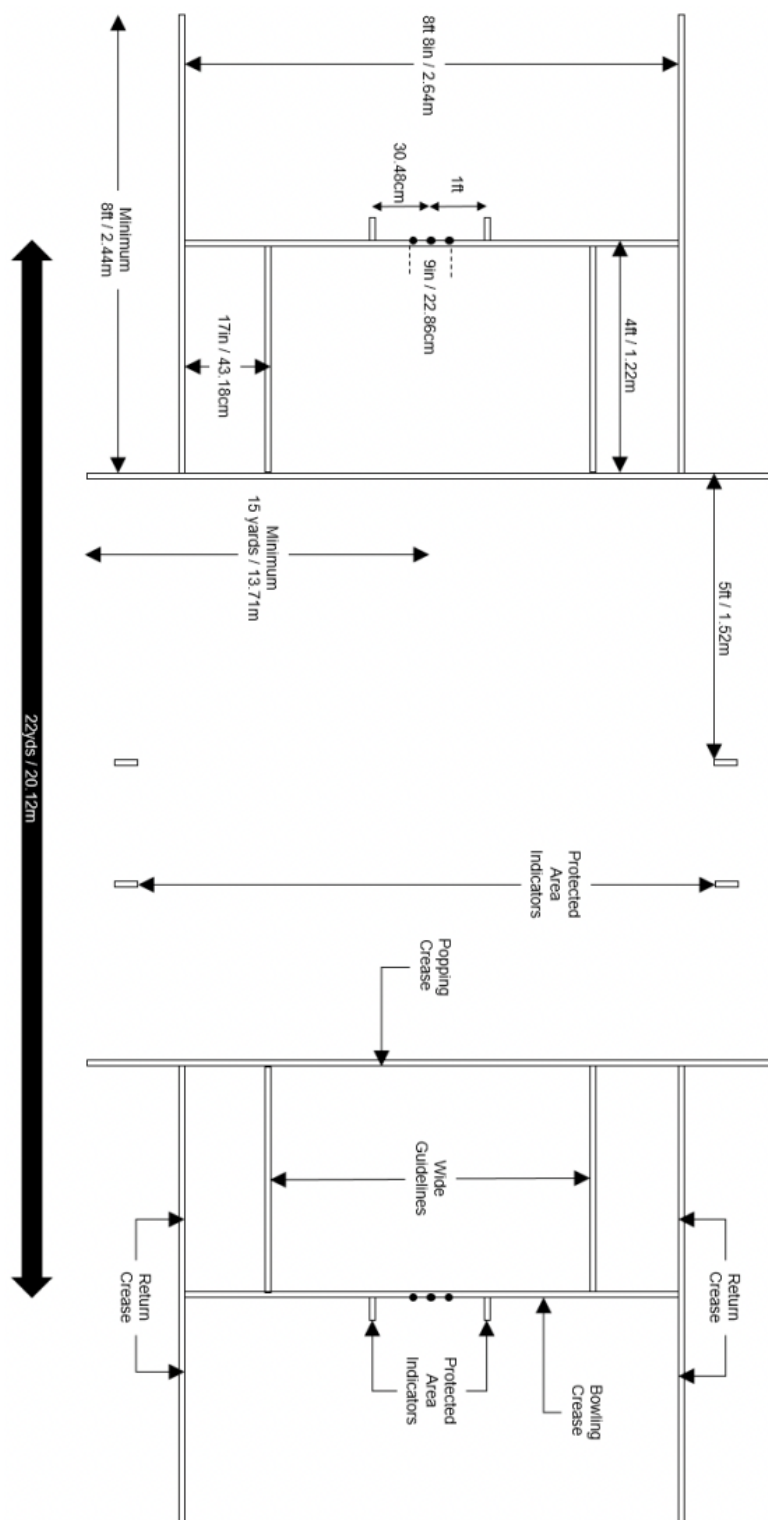 8ft 8in / 2.64m
30.48cm
1ft
9in / 22.86cm
4ft / 1.22m
Minimum
8ft / 2.44m
17in / 43.18cm
Minimum
15 yards / 13.71m
5ft / 1.52m
22yds / 20.12m
Protected
Area
Indicators
Popping
Crease
Wide
Guidelines
Return
Crease
Return
Crease
Protected
Area
Indicators
Bowling
Crease